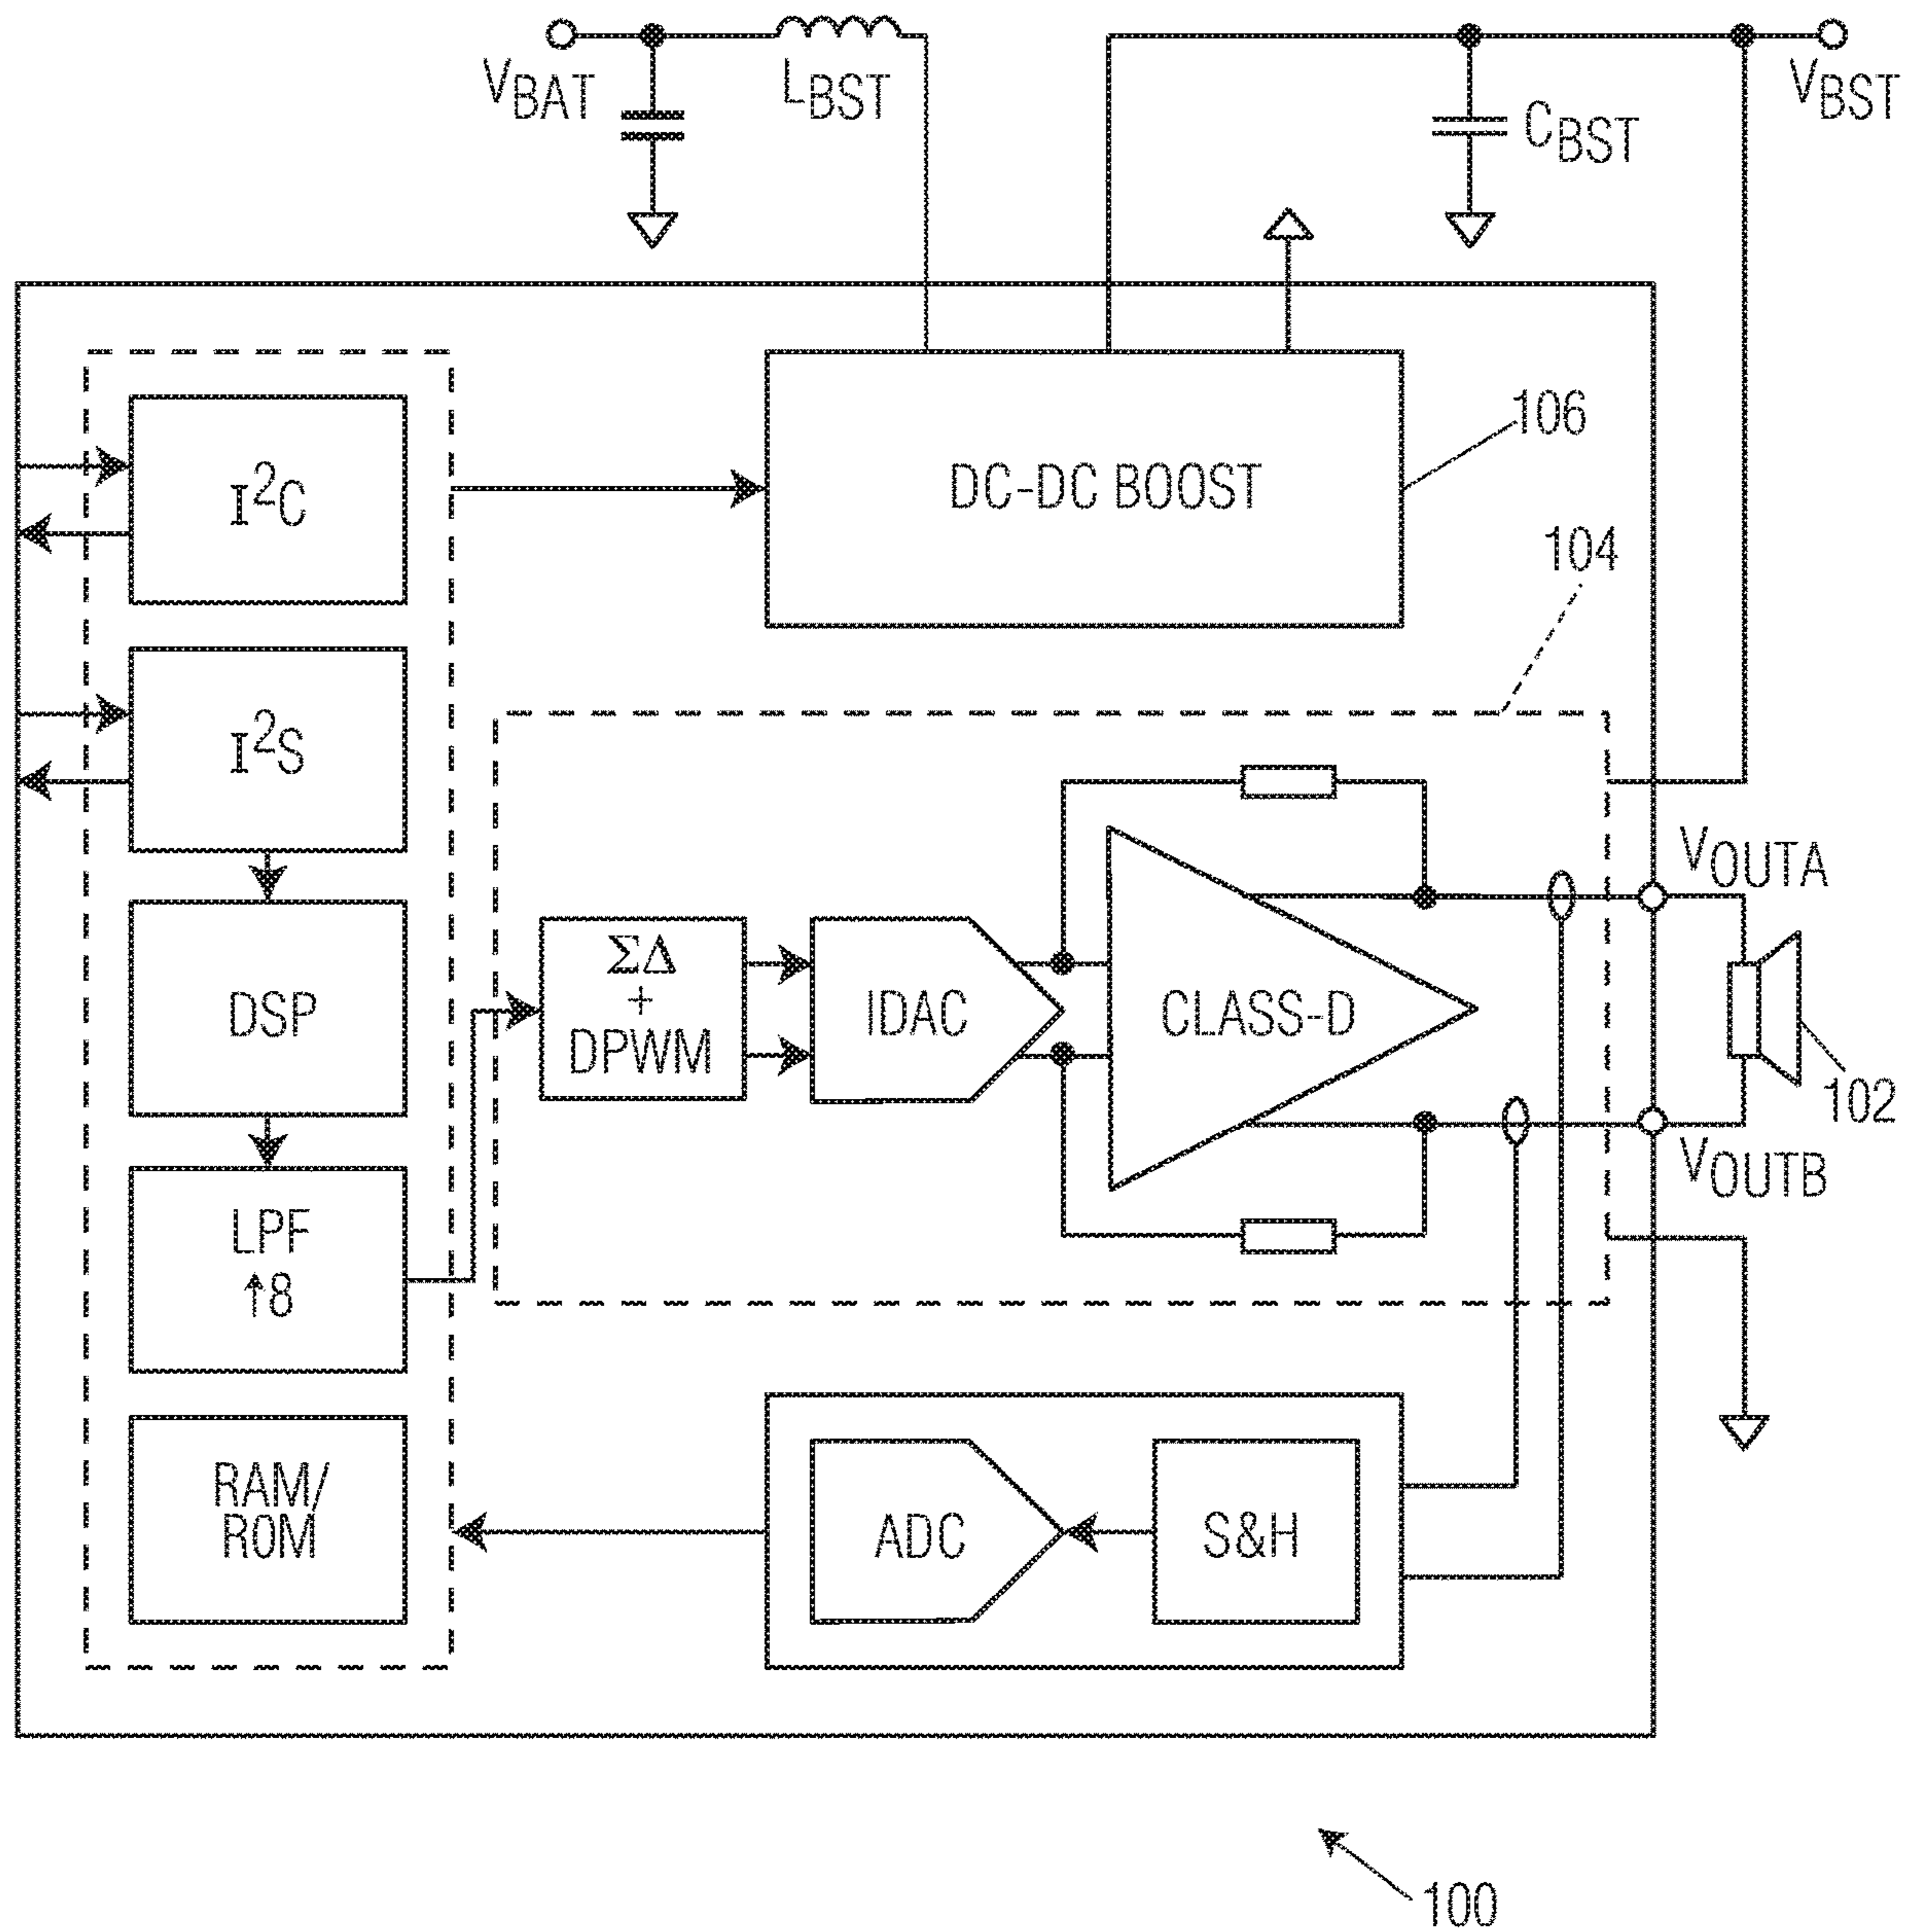 VBAT
LBST
CBST
VBST
I²C
DC-DC BOOST
106
104
I²S
VOUTA
DSP
ΣΔ
+
DPWM
IDAC
CLASS-D
102
VOUTB
LPF
↑8
RAM/
ROM
ADC
S&H
100